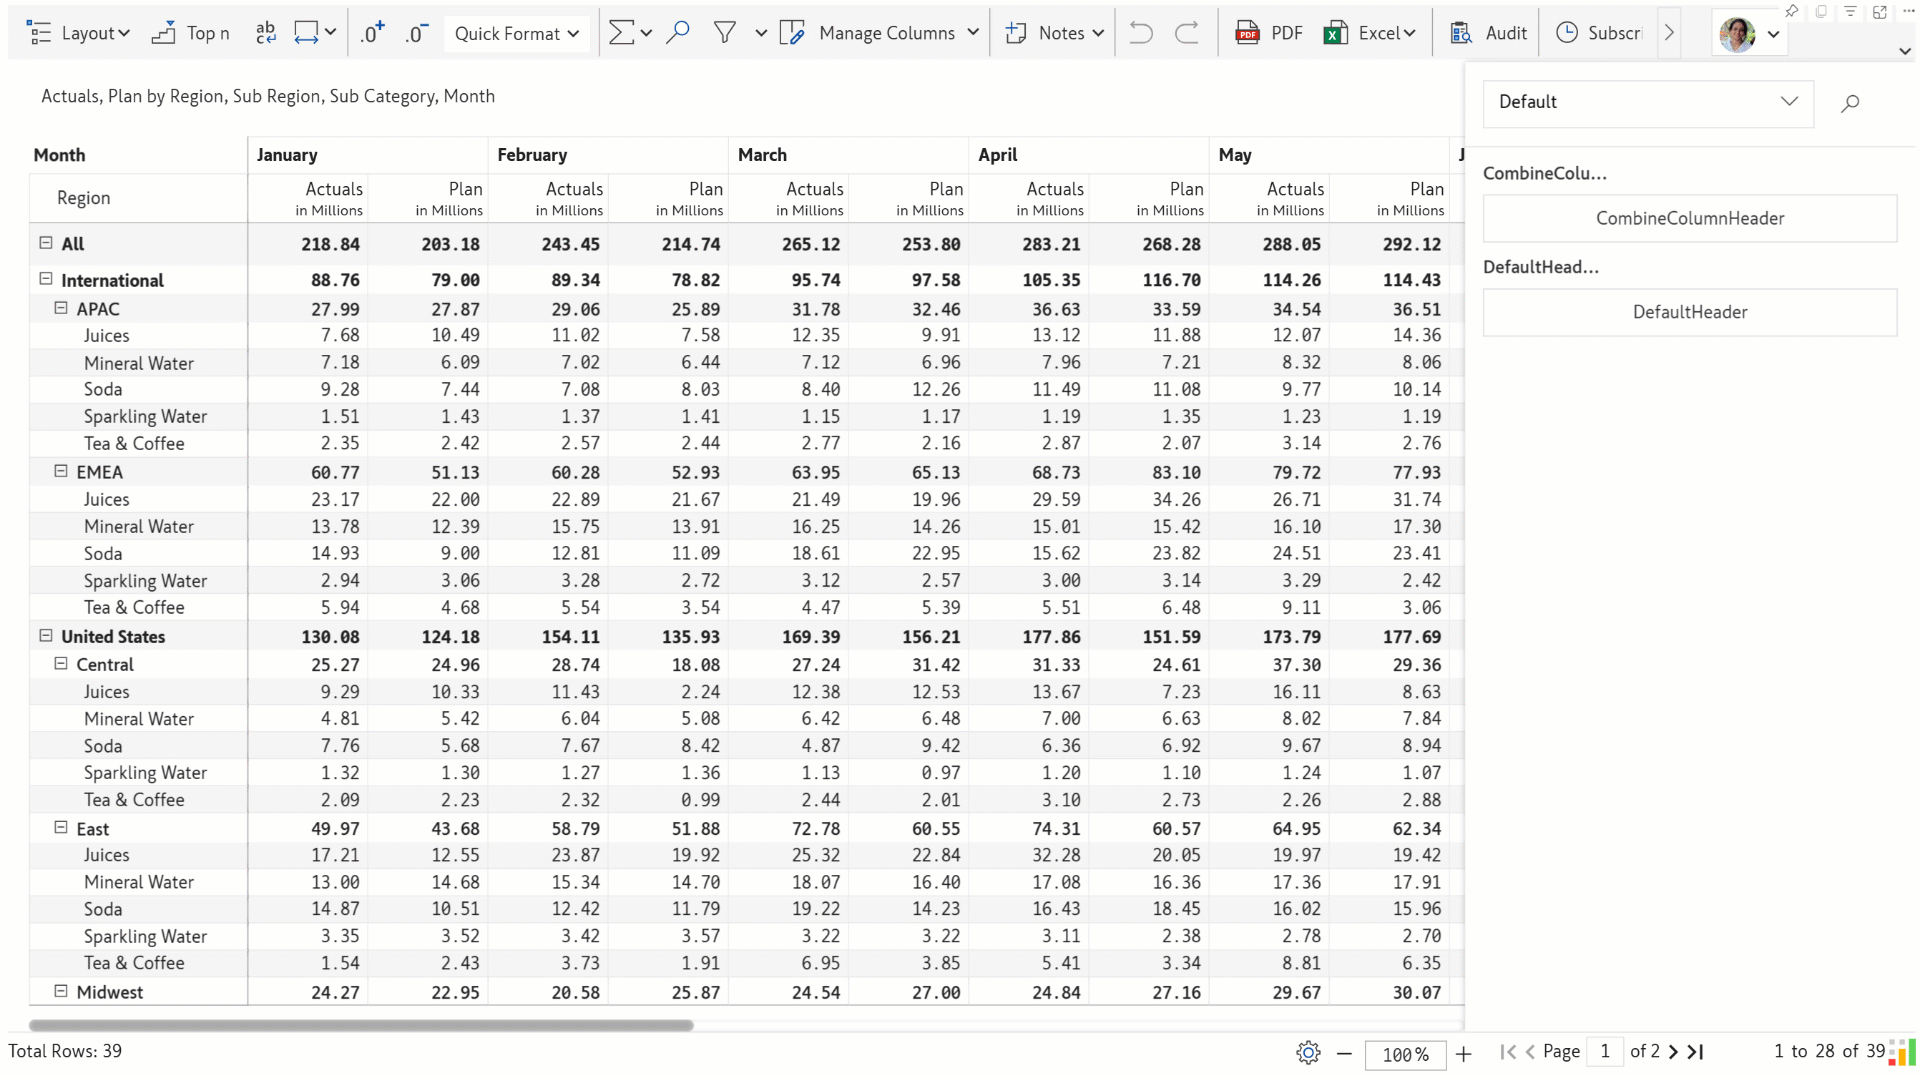 Layout Top n ab c Quick Format Manage Columns Notes PDF Excel Audit Subscri
Actuals, Plan by Region, Sub Region, Sub Category, Month
Month January February March April May J
Region Actuals Plan Actuals Plan Actuals Plan Actuals Plan Actuals Plan
in Millions in Millions in Millions in Millions in Millions in Millions in Millions in Millions in Millions in Millions
All 218.84 203.18 243.45 214.74 265.12 253.80 283.21 268.28 288.05 292.12
International 88.76 79.00 89.34 78.82 95.74 97.58 105.35 116.70 114.26 114.43
APAC 27.99 27.87 29.06 25.89 31.78 32.46 36.63 33.59 34.54 36.51
Juices 7.68 10.49 11.02 7.58 12.35 9.91 13.12 11.88 12.07 14.36
Mineral Water 7.18 6.09 7.02 6.44 7.12 6.96 7.96 7.21 8.32 8.06
Soda 9.28 7.44 7.08 8.03 8.40 12.26 11.49 11.08 9.77 10.14
Sparkling Water 1.51 1.43 1.37 1.41 1.15 1.17 1.19 1.35 1.23 1.19
Tea & Coffee 2.35 2.42 2.57 2.44 2.77 2.16 2.87 2.07 3.14 2.76
EMEA 60.77 51.13 60.28 52.93 63.95 65.13 68.73 83.10 79.72 77.93
Juices 23.17 22.00 22.89 21.67 21.49 19.96 29.59 34.26 26.71 31.74
Mineral Water 13.78 12.39 15.75 13.91 16.25 14.26 15.01 15.42 16.10 17.30
Soda 14.93 9.00 12.81 11.09 18.61 22.95 15.62 23.82 24.51 23.41
Sparkling Water 2.94 3.06 3.28 2.72 3.12 2.57 3.00 3.14 3.29 2.42
Tea & Coffee 5.94 4.68 5.54 3.54 4.47 5.39 5.51 6.48 9.11 3.06
United States 130.08 124.18 154.11 135.93 169.39 156.21 177.86 151.59 173.79 177.69
Central 25.27 24.96 28.74 18.08 27.24 31.42 31.33 24.61 37.30 29.36
Juices 9.29 10.33 11.43 2.24 12.38 12.53 13.67 7.23 16.11 8.63
Mineral Water 4.81 5.42 6.04 5.08 6.42 6.48 7.00 6.63 8.02 7.84
Soda 7.76 5.68 7.67 8.42 4.87 9.42 6.36 6.92 9.67 8.94
Sparkling Water 1.32 1.30 1.27 1.36 1.13 0.97 1.20 1.10 1.24 1.07
Tea & Coffee 2.09 2.23 2.32 0.99 2.44 2.01 3.10 2.73 2.26 2.88
East 49.97 43.68 58.79 51.88 72.78 60.55 74.31 60.57 64.95 62.34
Juices 17.21 12.55 23.87 19.92 25.32 22.84 32.28 20.05 19.97 19.42
Mineral Water 13.00 14.68 15.34 14.70 18.07 16.40 17.08 16.36 17.36 17.91
Soda 14.87 10.51 12.42 11.79 19.22 14.23 16.43 18.45 16.02 15.96
Sparkling Water 3.35 3.52 3.42 3.57 3.22 3.22 3.11 2.38 2.78 2.70
Tea & Coffee 1.54 2.43 3.73 1.91 6.95 3.85 5.41 3.34 8.81 6.35
Midwest 24.27 22.95 20.58 25.87 24.54 27.00 24.84 27.16 29.67 30.07
Default
CombineColu...
CombineColumnHeader
DefaultHead...
DefaultHeader
Total Rows: 39 100% Page 1 of 2 1 to 28 of 39